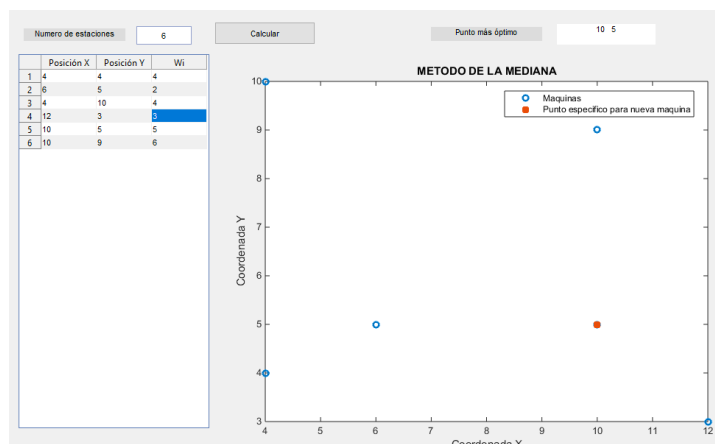 Numero de estaciones 6 Calcular Punto más óptimo 10 5
Posición X Posición Y Wi
1 4 4 4
2 6 5 2
3 4 10 4
4 12 3 3
5 10 5 5
6 10 9 6
METODO DE LA MEDIANA
Maquinas
Punto especifico para nueva maquina
Coordenada Y
10
9
8
7
6
5
4
3
4 5 6 7 8 9 10 11 12
Coordenada X